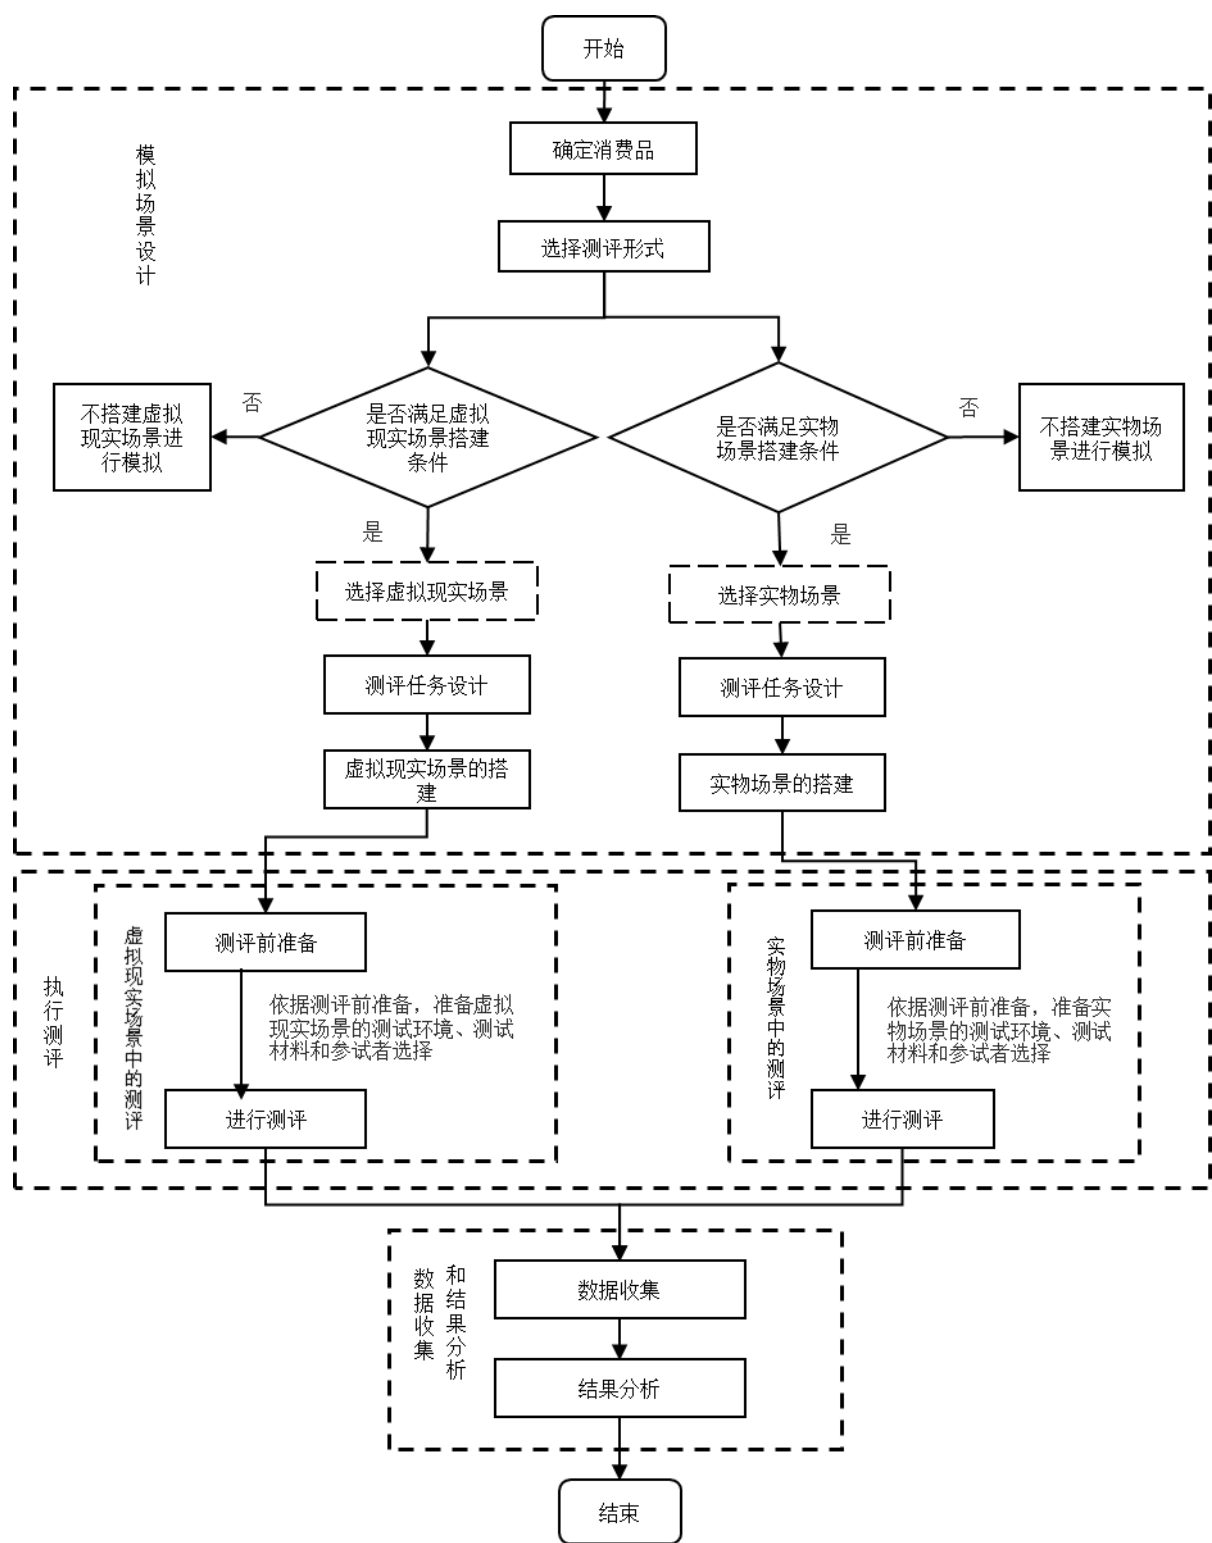 开始
模拟场景设计
确定消费品
选择测评形式
否
不搭建虚拟
现实场景进
行模拟
是否满足虚拟
现实场景搭建
条件
是否满足实物
场景搭建条件
否
不搭建实物场
景进行模拟
是
是
选择虚拟现实场景
选择实物场景
测评任务设计
测评任务设计
虚拟现实场景的搭
建
实物场景的搭建
执行测评
虚拟现实场景中的测评
测评前准备
依据测评前准备，准备虚拟
现实场景的测试环境、测试
材料和参试者选择
进行测评
实物场景中的测评
测评前准备
依据测评前准备，准备实
物场景的测试环境、测试
材料和参试者选择
进行测评
数据收集
和结果分析
数据收集
结果分析
结束